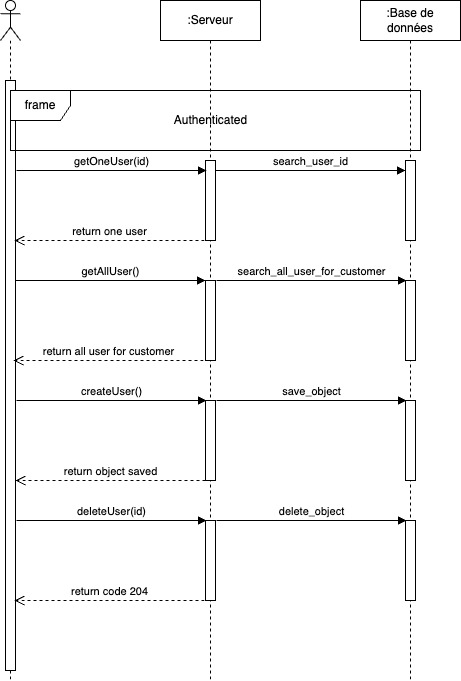 :Serveur
:Base de
données
frame
Authenticated
getOneUser(id)
search_user_id
return one user
getAllUser()
search_all_user_for_customer
return all user for customer
createUser()
save_object
return object saved
deleteUser(id)
delete_object
return code 204